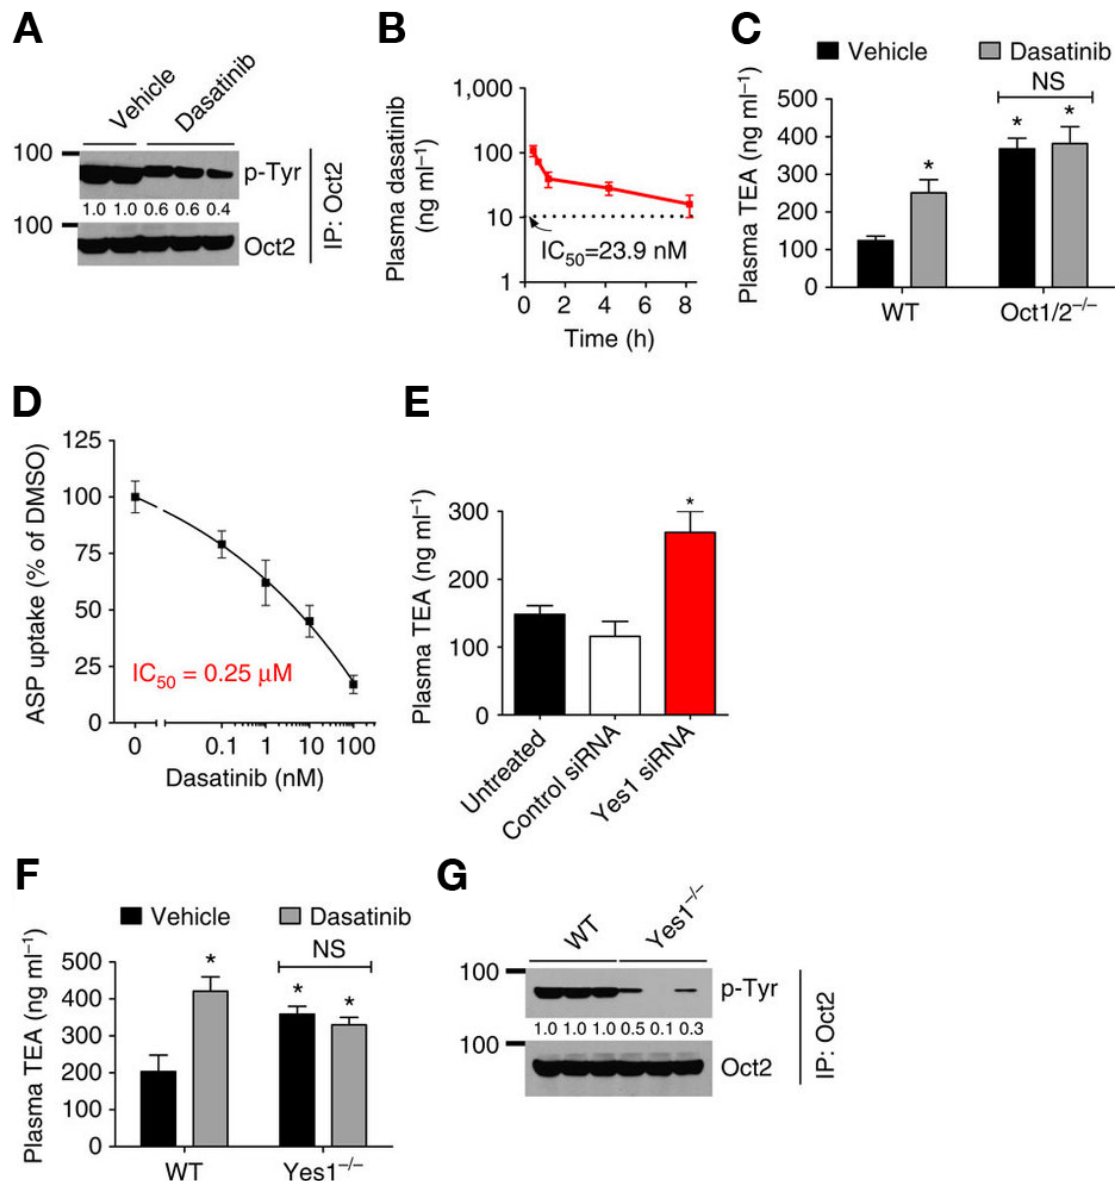 A
Vehicle
Dasatinib
100
p-Tyr
1.0 1.0 0.6 0.6 0.4
100
Oct2
IP: Oct2
B
Plasma dasatinib
(ng ml⁻¹)
1,000
100
10
1
IC₅₀=23.9 nM
0 2 4 6 8
Time (h)
C
Vehicle Dasatinib
NS
Plasma TEA (ng ml⁻¹)
500
400
300
200
100
0
* * *
WT Oct1/2⁻/⁻
D
ASP uptake (% of DMSO)
125
100
75
50
25
0
IC₅₀ = 0.25 µM
0 0.1 1 10 100
Dasatinib (nM)
E
Plasma TEA (ng ml⁻¹)
300
200
100
0
*
Untreated
Control siRNA
Yes1 siRNA
F
Vehicle Dasatinib
NS
Plasma TEA (ng ml⁻¹)
500
400
300
200
100
0
* * *
WT Yes1⁻/⁻
G
WT
Yes1⁻/⁻
100
p-Tyr
1.0 1.0 1.0 0.5 0.1 0.3
100
Oct2
IP: Oct2